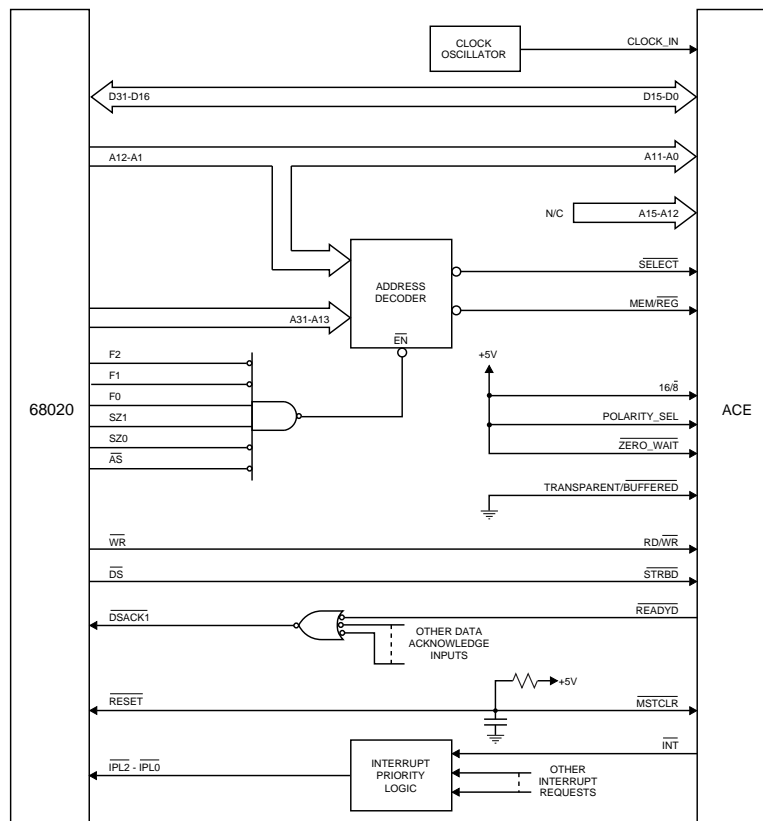 CLOCK
OSCILLATOR
CLOCK_IN
D31-D16
D15-D0
A12-A1
A11-A0
N/C
A15-A12
ADDRESS
DECODER
SELECT
MEM/REG
A31-A13
EN
F2
F1
F0
SZ1
SZ0
AS
+5V
16/8
POLARITY_SEL
ZERO_WAIT
68020
ACE
TRANSPARENT/BUFFERED
WR
RD/WR
DS
STRBD
DSACK1
READYD
OTHER DATA
ACKNOWLEDGE
INPUTS
+5V
RESET
MSTCLR
INT
IPL2 - IPL0
INTERRUPT
PRIORITY
LOGIC
OTHER
INTERRUPT
REQUESTS